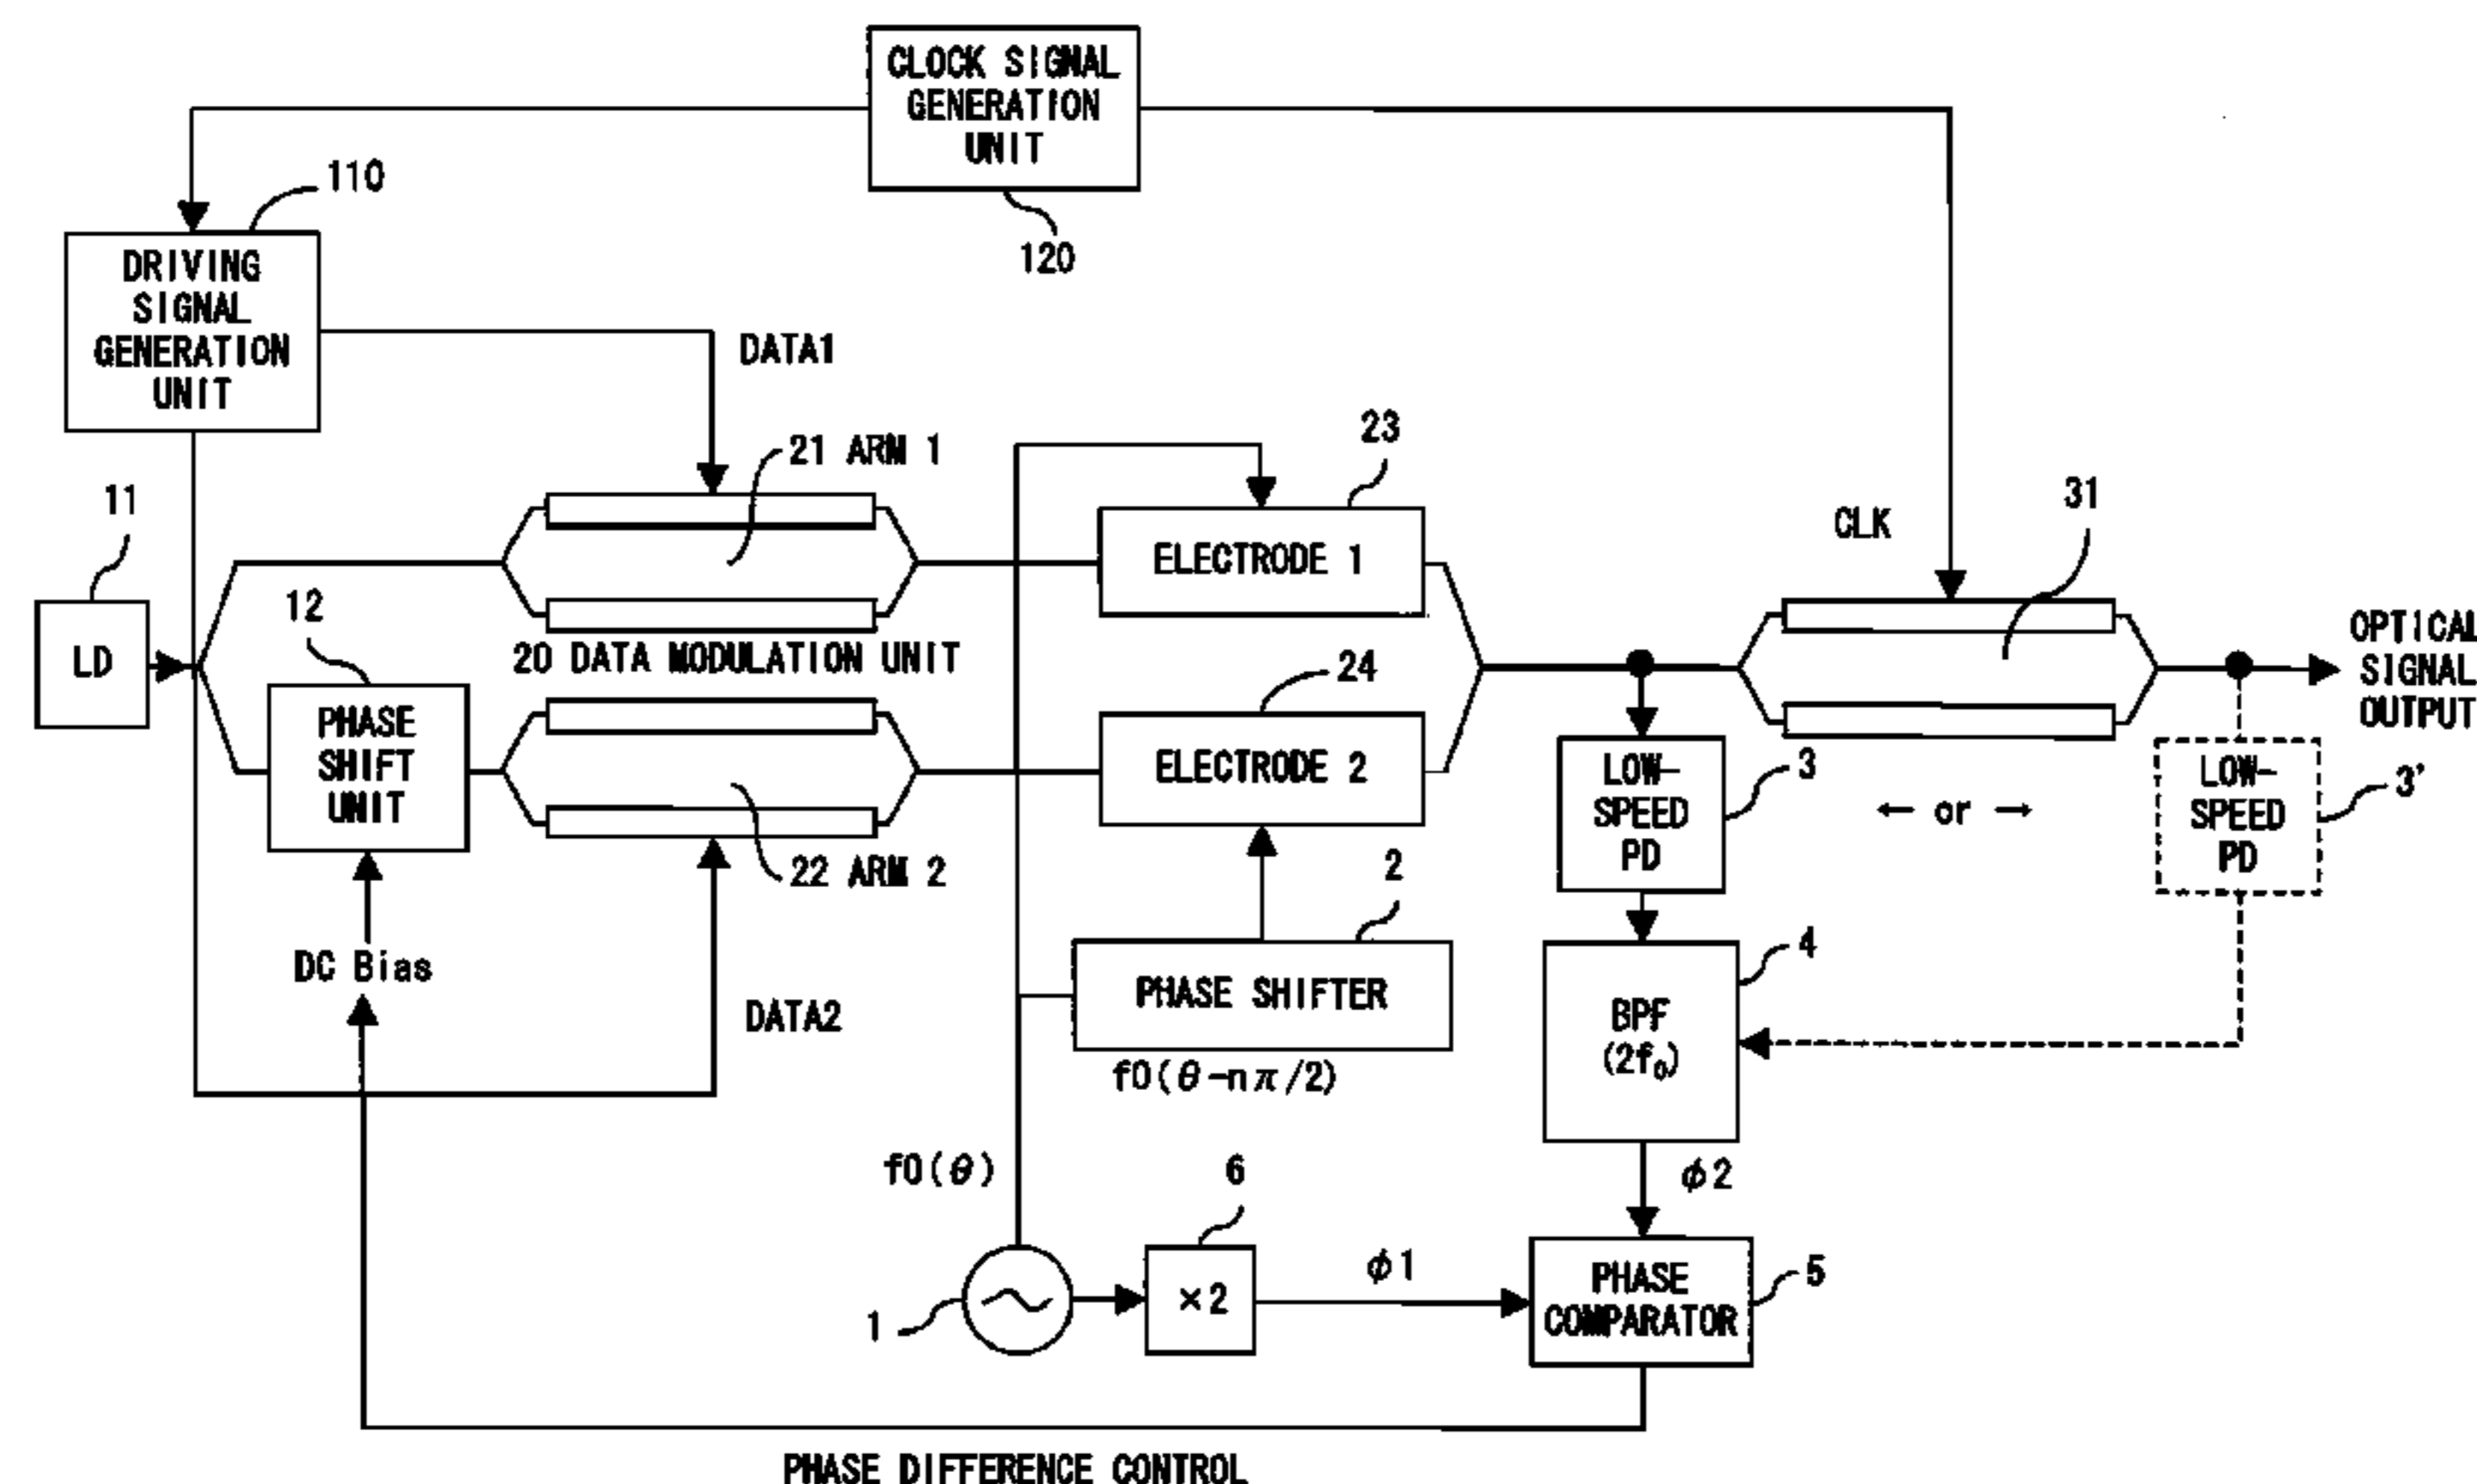 CLOCK SIGNAL
GENERATION
UNIT
120
110
DRIVING
SIGNAL
GENERATION
UNIT
DATA1
21 ARM 1
23
ELECTRODE 1
CLK
31
11
LD
12
PHASE
SHIFT
UNIT
20 DATA MODULATION UNIT
24
ELECTRODE 2
OPTICAL
SIGNAL
OUTPUT
LOW-
SPEED
PD
3
← or →
LOW-
SPEED
PD
3'
22 ARM 2
DC Bias
DATA2
2
PHASE SHIFTER
f0(θ-nπ/2)
4
BPF
(2f₀)
f0(θ)
6
φ2
1
×2
φ1
PHASE
COMPARATOR
5
PHASE DIFFERENCE CONTROL